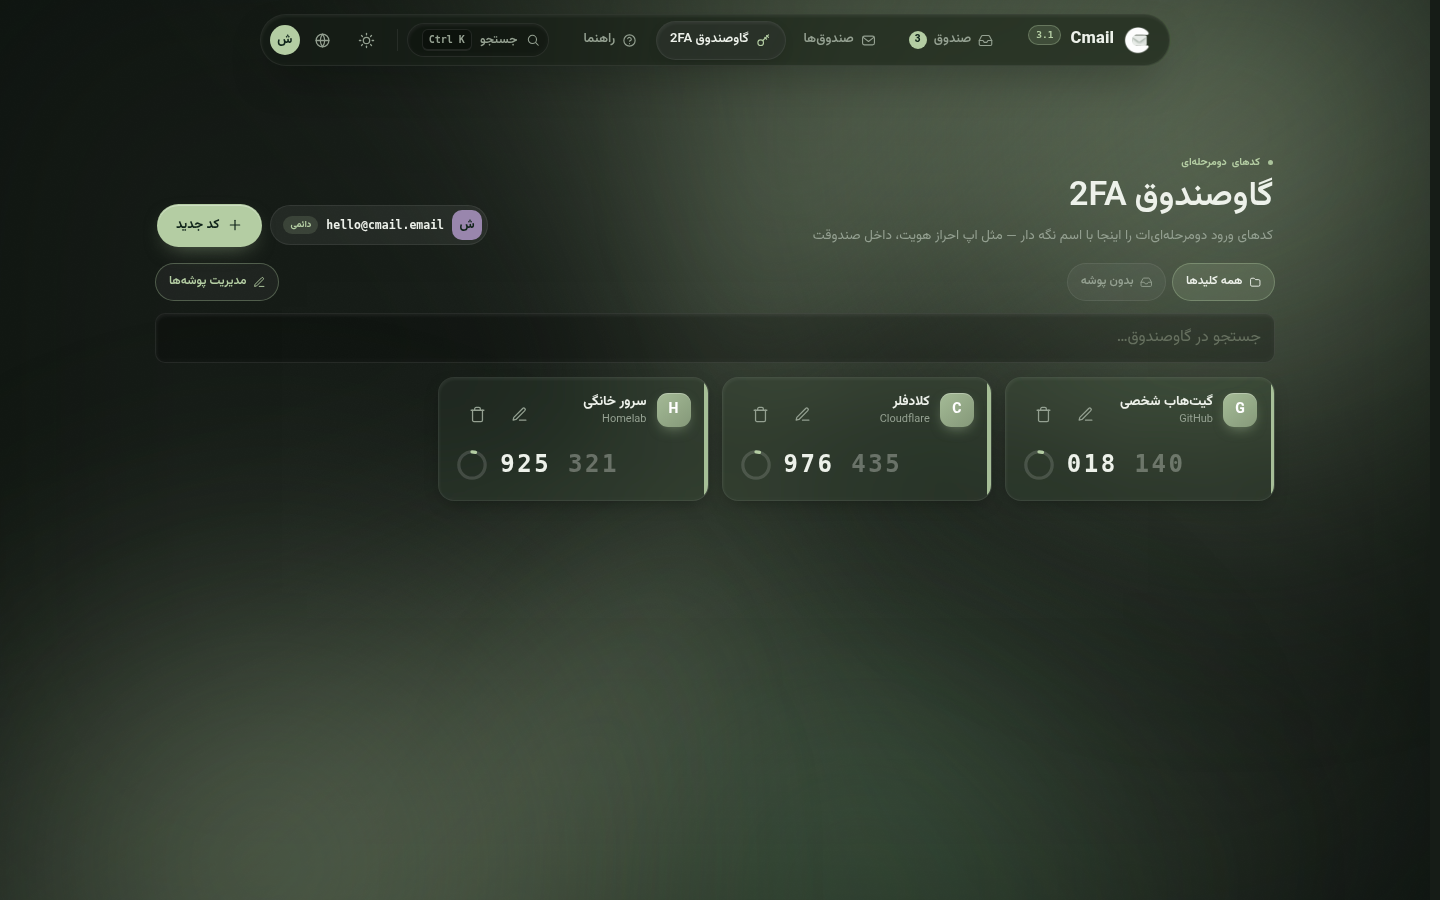 Cmail 3.1
صندوق 3
صندوق‌ها
گاوصندوق 2FA
راهنما
جستجو Ctrl K
ش
کدهای دومرحله‌ای
گاوصندوق 2FA
کدهای ورود دومرحله‌ای‌ات را اینجا با اسم نگه دار — مثل اپ احراز هویت، داخل صندوقت
ش hello@cmail.email دائمی
کد جدید
همه کلیدها
بدون پوشه
مدیریت پوشه‌ها
جستجو در گاوصندوق...
G
گیت‌هاب شخصی
GitHub
018 140
C
کلادفلر
Cloudflare
976 435
H
سرور خانگی
Homelab
925 321